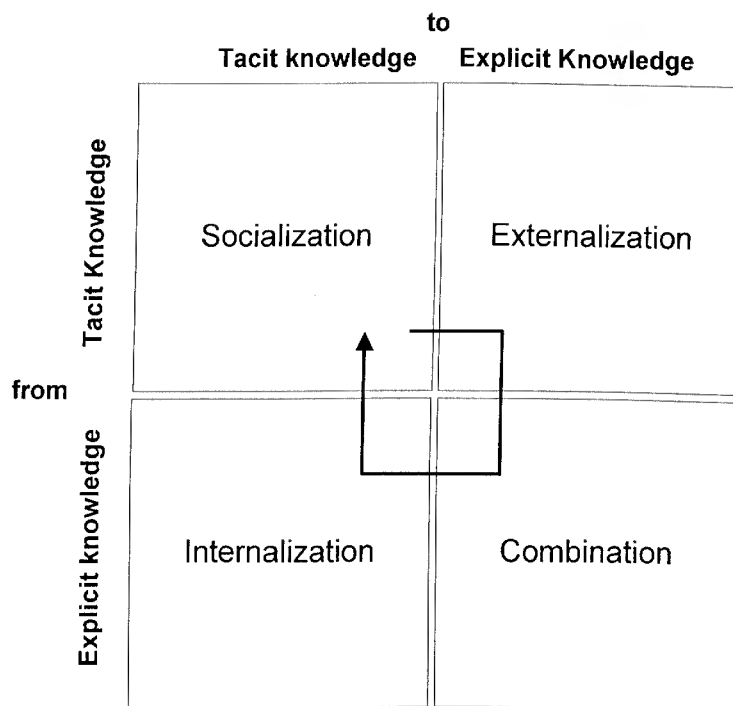 to
Tacit knowledge Explicit Knowledge
Tacit Knowledge
Socialization Externalization
from
Explicit knowledge
Internalization Combination